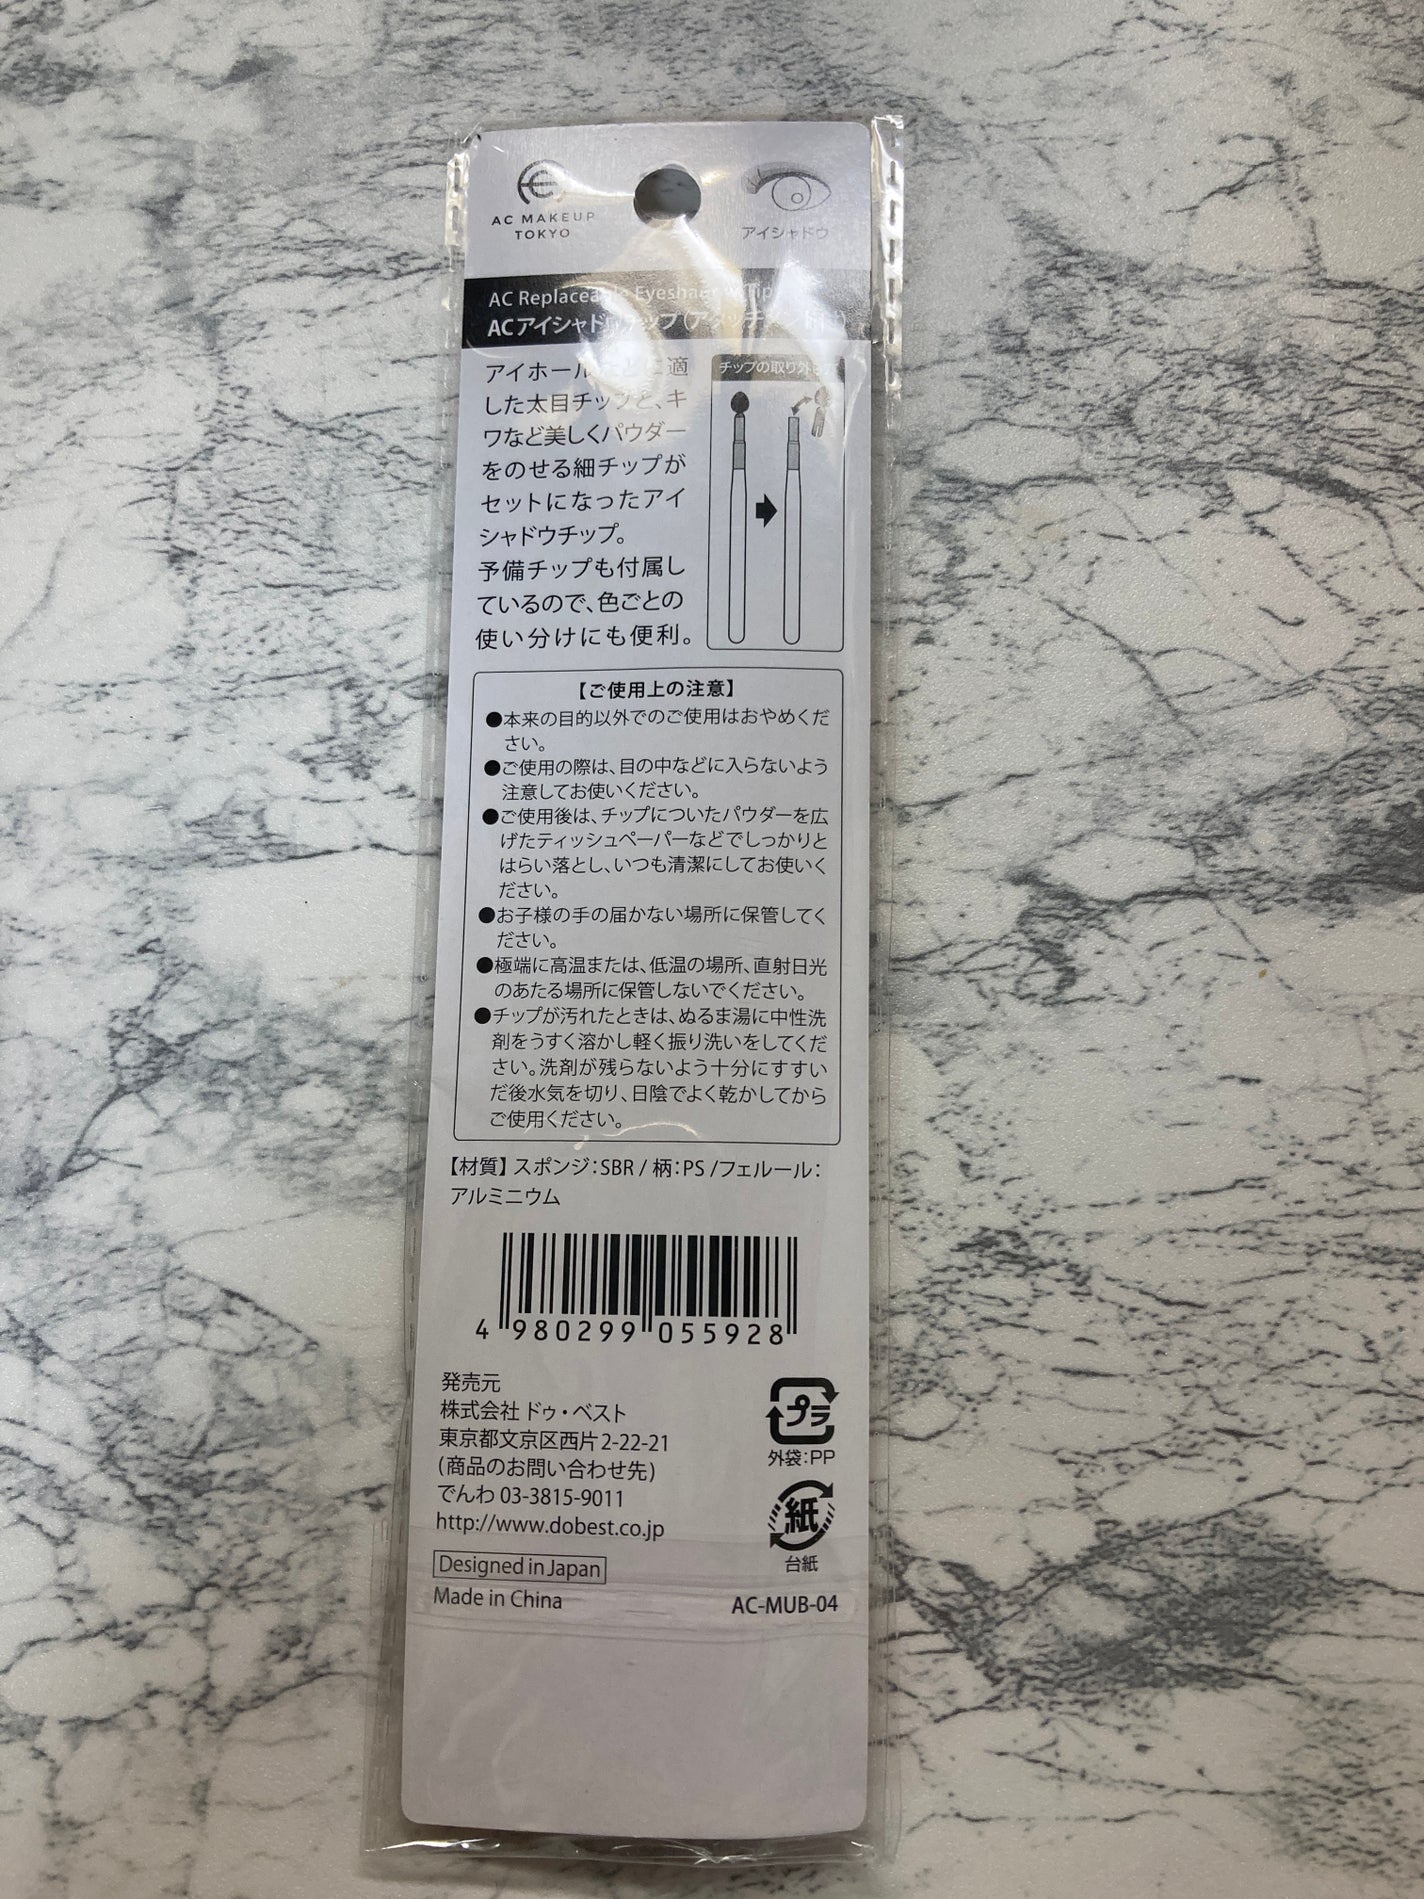 AC MAKEUP
TOKYO
アイシャドウ
AC Replaceable Eyeshadow Tip
ACアイシャドウチップ(アタッチ
チップの取り外し
アイホールなどに適
した太目チップと、キ
ワなど美しくパウダー
をのせる細チップが
セットになったアイ
シャドウチップ。
予備チップも付属し
ているので、色ごとの
使い分けにも便利。
【ご使用上の注意】
●本来の目的以外でのご使用はおやめくだ
さい。
●ご使用の際は、目の中などに入らないよう
注意してお使いください。
●ご使用後は、チップについたパウダーを広
げたティッシュペーパーなどでしっかりと
はらい落とし、いつも清潔にしてお使いく
ださい。
●お子様の手の届かない場所に保管してく
ださい。
●極端に高温または、低温の場所、直射日光
のあたる場所に保管しないでください。
●チップが汚れたときは、ぬるま湯に中性洗
剤をうすく溶かし軽く振り洗いをしてくだ
さい。洗剤が残らないよう十分にすすい
だ後水気を切り、日陰でよく乾かしてから
ご使用ください。
【材質】スポンジ:SBR / 柄:PS /フェルール:
アルミニウム
4 980299 055928
発売元
株式会社 ドゥ・ベスト
東京都文京区西片2-22-21
(商品のお問い合わせ先)
でんわ 03-3815-9011
http://www.dobest.co.jp
Designed in Japan
Made in China
プラ
外袋:PP
紙
台紙
AC-MUB-04